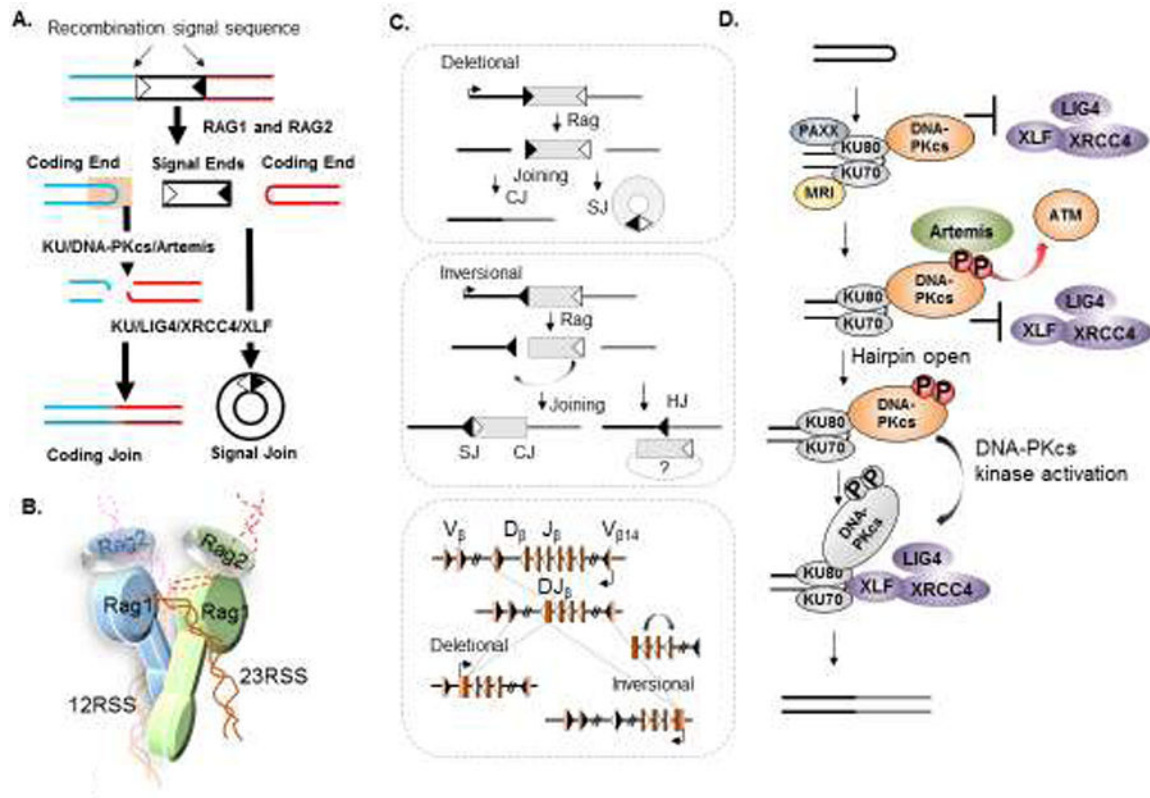 A.
Recombination signal sequence
RAG1 and RAG2
Coding End
Signal Ends
Coding End
KU/DNA-PKcs/Artemis
KU/LIG4/XRCC4/XLF
Coding Join
Signal Join
B.
Rag2
Rag2
Rag1
Rag1
12RSS
23RSS
C.
Deletional
Rag
Joining
CJ
SJ
Inversional
Rag
Joining
HJ
SJ
CJ
?
Vβ
Dβ
Jβ
Vβ14
DJβ
Deletional
Inversional
D.
PAXX
KU80
KU70
MRI
DNA-
PKcs
LIG4
XLF
XRCC4
Artemis
ATM
P
P
DNA-
PKcs
KU80
KU70
LIG4
XLF
XRCC4
Hairpin open
P
P
DNA-
PKcs
KU80
KU70
DNA-PKcs
kinase activation
P
P
DNA-
PKcs
LIG4
KU80
KU70
XLF
XRCC4